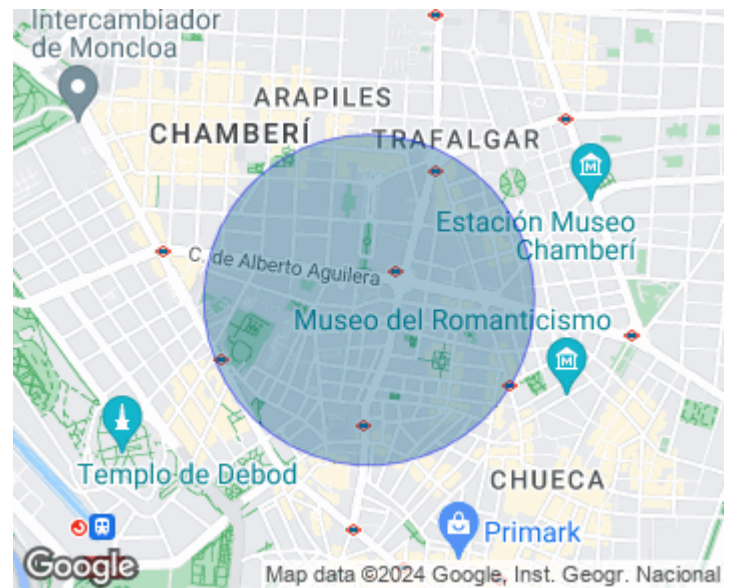 Intercambiador
de Moncloa
ARAPILES
CHAMBERÍ
TRAFALGAR
Estación Museo
Chamberí
C. de Alberto Aguilera
Museo del Romanticismo
Templo de Debod
CHUECA
Primark
Google
Map data ©2024 Google, Inst. Geogr. Nacional